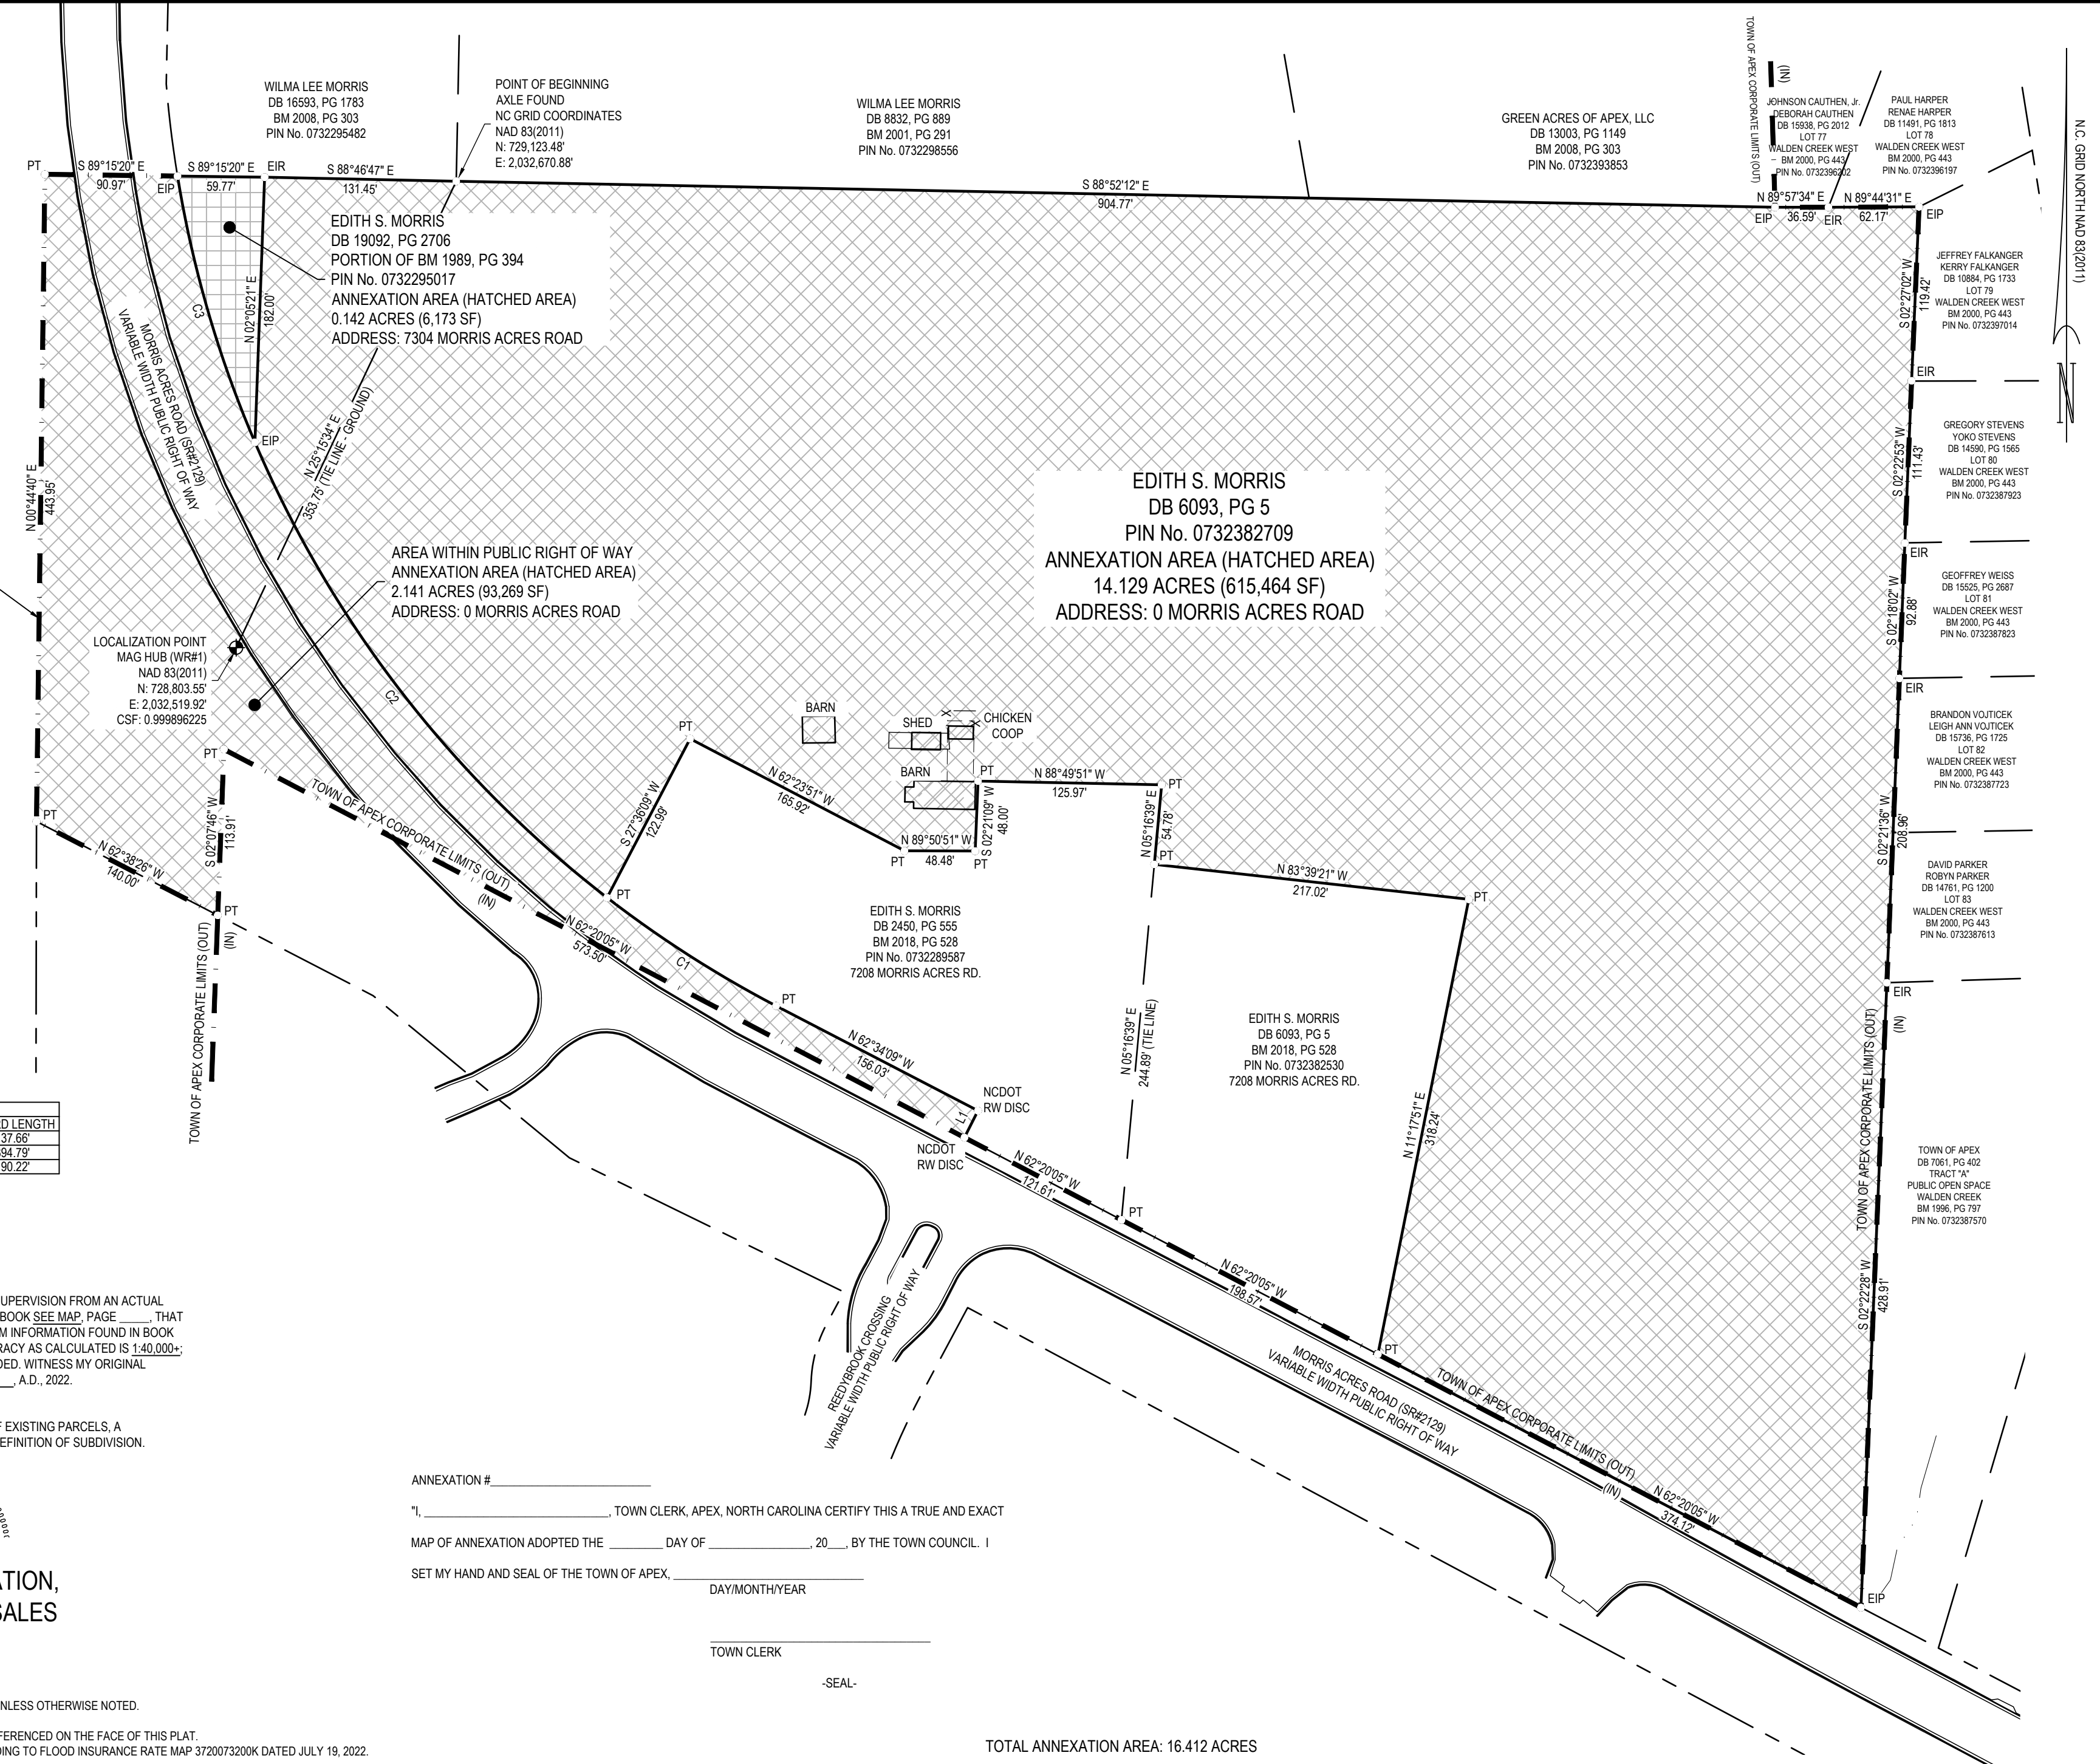 WILMA LEE MORRIS
DB 16593, PG 1783
BM 2008, PG 303
PIN No. 0732295482
POINT OF BEGINNING
AXLE FOUND
NC GRID COORDINATES
NAD 83(2011)
N: 729,123.48'
E: 2,032,670.88'
WILMA LEE MORRIS
DB 8832, PG 889
BM 2001, PG 291
PIN No. 0732298556
GREEN ACRES OF APEX, LLC
DB 13003, PG 1149
BM 2008, PG 303
PIN No. 0732393853
TOWN OF APEX CORPORATE LIMITS (OUT)
(IN)
JOHNSON CAUTHEN, Jr.
DEBORAH CAUTHEN
DB 15938, PG 2012
LOT 77
WALDEN CREEK WEST
BM 2000, PG 443
PIN No. 0732396202
PAUL HARPER
RENAE HARPER
DB 11491, PG 1813
LOT 78
WALDEN CREEK WEST
BM 2000, PG 443
PIN No. 0732396197
N.C. GRID NORTH NAD 83(2011)
N
PT
S 89°15'20" E
90.97'
EIP
S 89°15'20" E
59.77'
EIR
S 88°46'47" E
131.45'
S 88°52'12" E
904.77'
N 89°57'34" E
EIP
36.59'
EIR
N 89°44'31" E
62.17'
EIP
EDITH S. MORRIS
DB 19092, PG 2706
PORTION OF BM 1989, PG 394
PIN No. 0732295017
ANNEXATION AREA (HATCHED AREA)
0.142 ACRES (6,173 SF)
ADDRESS: 7304 MORRIS ACRES ROAD
C3
N 02°05'21" E
182.00'
EIP
MORRIS ACRES ROAD (SR#2129)
VARIABLE WIDTH PUBLIC RIGHT OF WAY
N 25°15'34" E
353.75' (TIE LINE - GROUND)
N 00°44'40" E
443.95'
S 02°27'02" W
119.42'
JEFFREY FALKANGER
KERRY FALKANGER
DB 10884, PG 1733
LOT 79
WALDEN CREEK WEST
BM 2000, PG 443
PIN No. 0732397014
EIR
S 02°22'53" W
111.43'
GREGORY STEVENS
YOKO STEVENS
DB 14590, PG 1565
LOT 80
WALDEN CREEK WEST
BM 2000, PG 443
PIN No. 0732387923
EIR
EDITH S. MORRIS
DB 6093, PG 5
PIN No. 0732382709
ANNEXATION AREA (HATCHED AREA)
14.129 ACRES (615,464 SF)
ADDRESS: 0 MORRIS ACRES ROAD
AREA WITHIN PUBLIC RIGHT OF WAY
ANNEXATION AREA (HATCHED AREA)
2.141 ACRES (93,269 SF)
ADDRESS: 0 MORRIS ACRES ROAD
S 02°18'02" W
92.88'
GEOFFREY WEISS
DB 15525, PG 2687
LOT 81
WALDEN CREEK WEST
BM 2000, PG 443
PIN No. 0732387823
EIR
LOCALIZATION POINT
MAG HUB (WR#1)
NAD 83(2011)
N: 728,803.55'
E: 2,032,519.92'
CSF: 0.999896225
C2
BARN
SHED
CHICKEN
COOP
BARN
BRANDON VOJTICEK
LEIGH ANN VOJTICEK
DB 15736, PG 1725
LOT 82
WALDEN CREEK WEST
BM 2000, PG 443
PIN No. 0732387723
PT
S 02°07'46" W
113.91'
TOWN OF APEX CORPORATE LIMITS (OUT)
(IN)
PT
N 62°38'26" W
140.00'
PT
TOWN OF APEX CORPORATE LIMITS (OUT)
(IN)
PT
S 27°36'09" W
122.99'
PT
N 62°23'51" W
165.92'
PT
N 89°50'51" W
48.48'
PT
S 02°21'09" W
48.00'
PT
N 88°49'51" W
125.97'
PT
N 05°16'39" E
54.78'
PT
N 83°39'21" W
217.02'
PT
S 02°21'36" W
208.96'
DAVID PARKER
ROBYN PARKER
DB 14761, PG 1200
LOT 83
WALDEN CREEK WEST
BM 2000, PG 443
PIN No. 0732387613
EIR
(IN)
TOWN OF APEX CORPORATE LIMITS (OUT)
N 62°20'05" W
573.50'
C1
PT
EDITH S. MORRIS
DB 2450, PG 555
BM 2018, PG 528
PIN No. 0732289587
7208 MORRIS ACRES RD.
N 62°34'09" W
156.03'
N 05°16'39" E
244.89' (TIE LINE)
EDITH S. MORRIS
DB 6093, PG 5
BM 2018, PG 528
PIN No. 0732382530
7208 MORRIS ACRES RD.
N 11°17'51" E
318.24'
NCDOT
RW DISC
L1
NCDOT
RW DISC
N 62°20'05" W
121.61'
PT
N 62°20'05" W
198.57'
PT
TOWN OF APEX
DB 7061, PG 402
TRACT "A"
PUBLIC OPEN SPACE
WALDEN CREEK
BM 1996, PG 797
PIN No. 0732387570
S 02°22'28" W
428.91'
RD LENGTH
37.66'
94.79'
90.22'
REEDYBROOK CROSSING
VARIABLE WIDTH PUBLIC RIGHT OF WAY
MORRIS ACRES ROAD (SR#2129)
VARIABLE WIDTH PUBLIC RIGHT OF WAY
TOWN OF APEX CORPORATE LIMITS (OUT)
(IN)
N 62°20'05" W
374.12'
EIP
UPERVISION FROM AN ACTUAL
BOOK SEE MAP, PAGE ____, THAT
M INFORMATION FOUND IN BOOK
RACY AS CALCULATED IS 1:40,000+;
DED. WITNESS MY ORIGINAL
__, A.D., 2022.
F EXISTING PARCELS, A
EFINITION OF SUBDIVISION.
ATION,
SALES
NLESS OTHERWISE NOTED.
FERENCED ON THE FACE OF THIS PLAT.
DING TO FLOOD INSURANCE RATE MAP 3720073200K DATED JULY 19, 2022.
ANNEXATION #________________________
"I, ____________________________, TOWN CLERK, APEX, NORTH CAROLINA CERTIFY THIS A TRUE AND EXACT
MAP OF ANNEXATION ADOPTED THE ________ DAY OF _______________, 20___, BY THE TOWN COUNCIL. I
SET MY HAND AND SEAL OF THE TOWN OF APEX, _____________________________
DAY/MONTH/YEAR
TOWN CLERK
-SEAL-
TOTAL ANNEXATION AREA: 16.412 ACRES